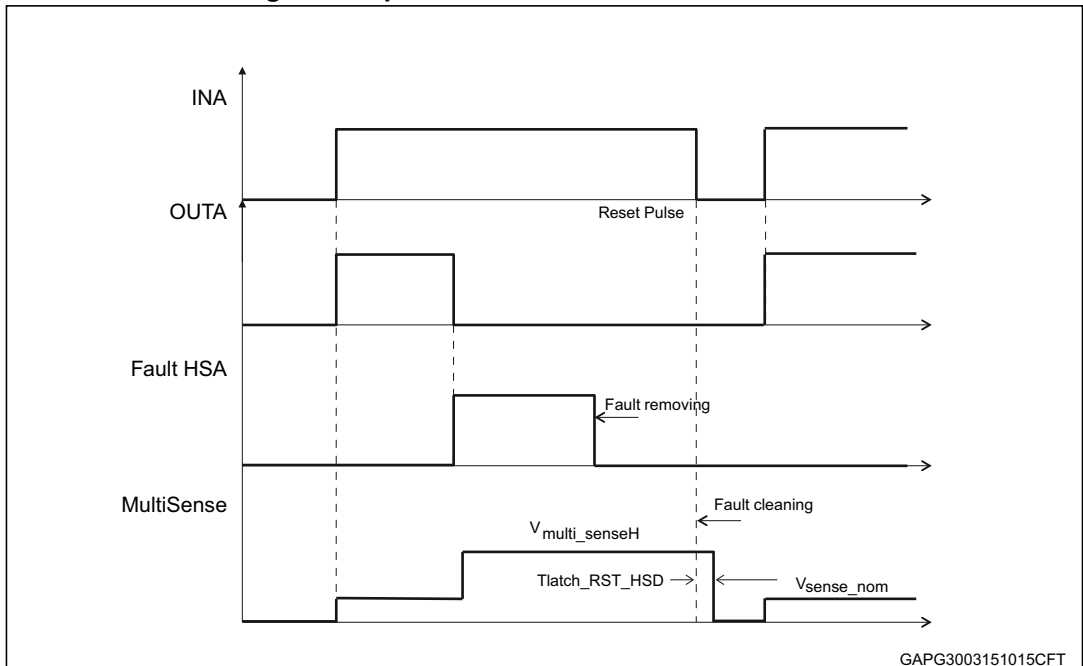 INA
Reset Pulse
OUTA
Fault HSA
Fault removing
MultiSense
Fault cleaning
Vmulti_senseH
Tlatch_RST_HSD
Vsense_nom
GAPG3003151015CFT